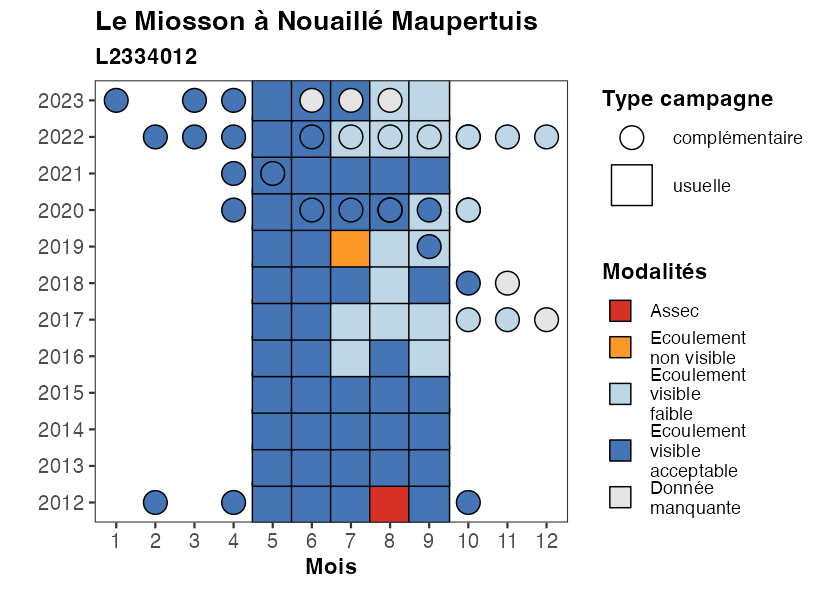 Le Miosson à Nouaillé Maupertuis
L2334012
2023
2022
2021
2020
2019
2018
2017
2016
2015
2014
2013
2012
1 2 3 4 5 6 7 8 9 10 11 12
Mois
Type campagne
complémentaire
usuelle
Modalités
Assec
Ecoulement
non visible
Ecoulement
visible
faible
Ecoulement
visible
acceptable
Donnée
manquante